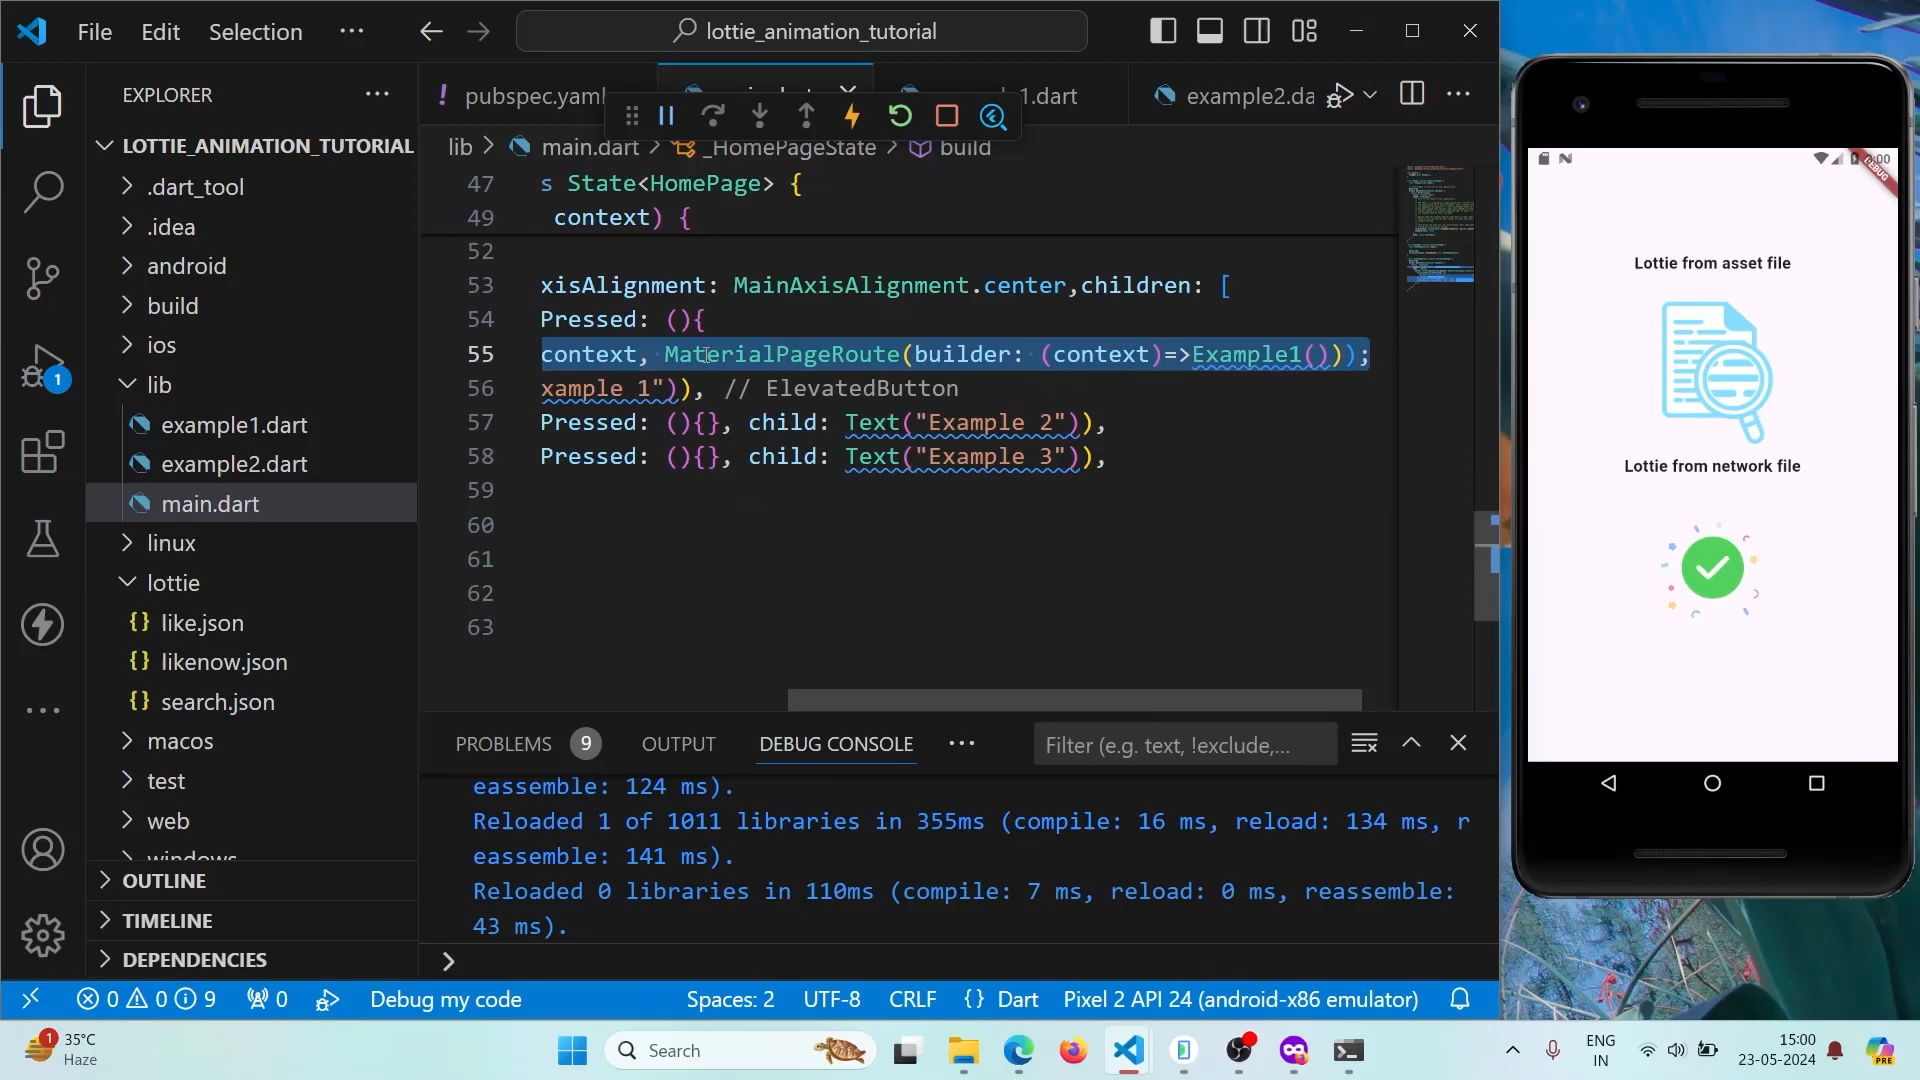 File Edit Selection ··· lottie_animation_tutorial
EXPLORER ···
LOTTIE_ANIMATION_TUTORIAL
.dart_tool
.idea
android
build
ios
lib
example1.dart
example2.dart
main.dart
linux
lottie
{} like.json
{} likenow.json
{} search.json
macos
test
web
windows
OUTLINE
TIMELINE
DEPENDENCIES
1
! pubspec.yaml
1.dart
example2.da
lib > main.dart > _HomePageState > build
47 s State<HomePage> {
49 context) {
52
53 xisAlignment: MainAxisAlignment.center,children: [
54 Pressed: (){
55 context, MaterialPageRoute(builder: (context)=>Example1()));
56 xample 1")), // ElevatedButton
57 Pressed: (){}, child: Text("Example 2")),
58 Pressed: (){}, child: Text("Example 3")),
59
60
61
62
63
PROBLEMS 9 OUTPUT DEBUG CONSOLE ··· Filter (e.g. text, !exclude,...
eassemble: 124 ms).
Reloaded 1 of 1011 libraries in 355ms (compile: 16 ms, reload: 134 ms, r
eassemble: 141 ms).
Reloaded 0 libraries in 110ms (compile: 7 ms, reload: 0 ms, reassemble:
43 ms).
>
0 0 9 0 Debug my code Spaces: 2 UTF-8 CRLF {} Dart Pixel 2 API 24 (android-x86 emulator)
:00
DEBUG
Lottie from asset file
Lottie from network file
1
35°C
Haze
Search
ENG
IN
15:00
23-05-2024
PRE